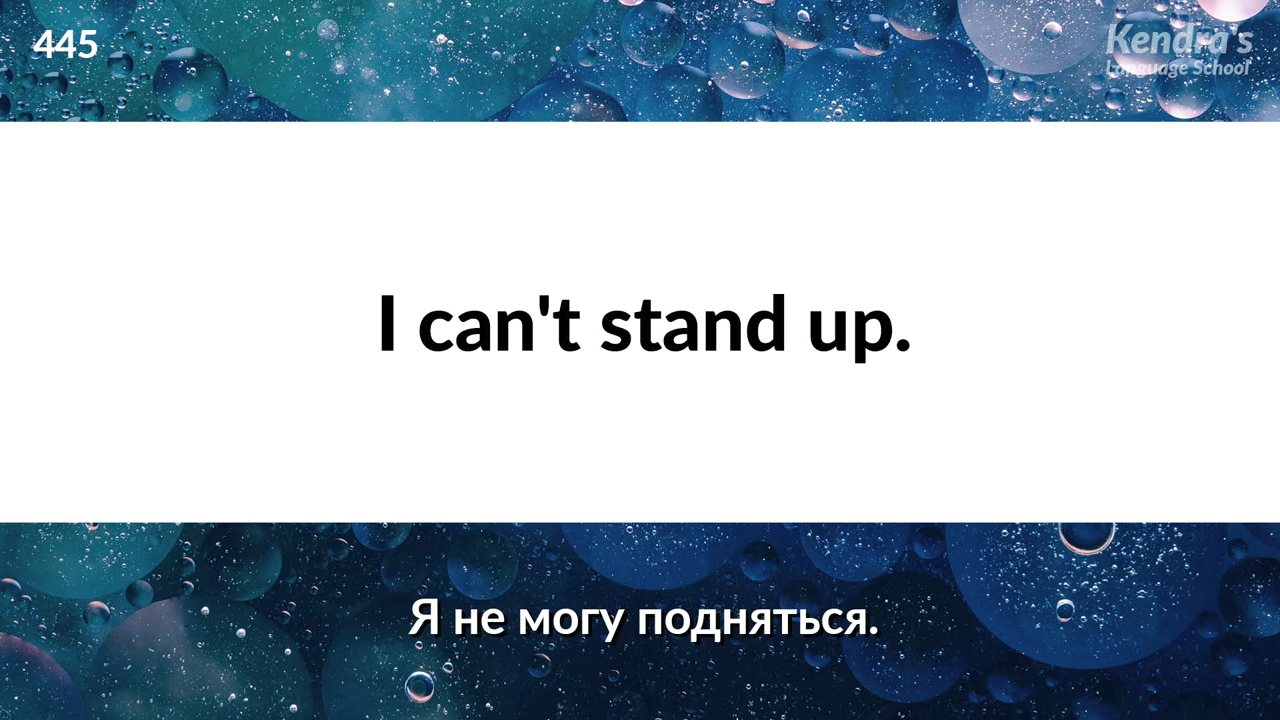 445
Kendra's
Language School
I can't stand up.
Я не могу подняться.